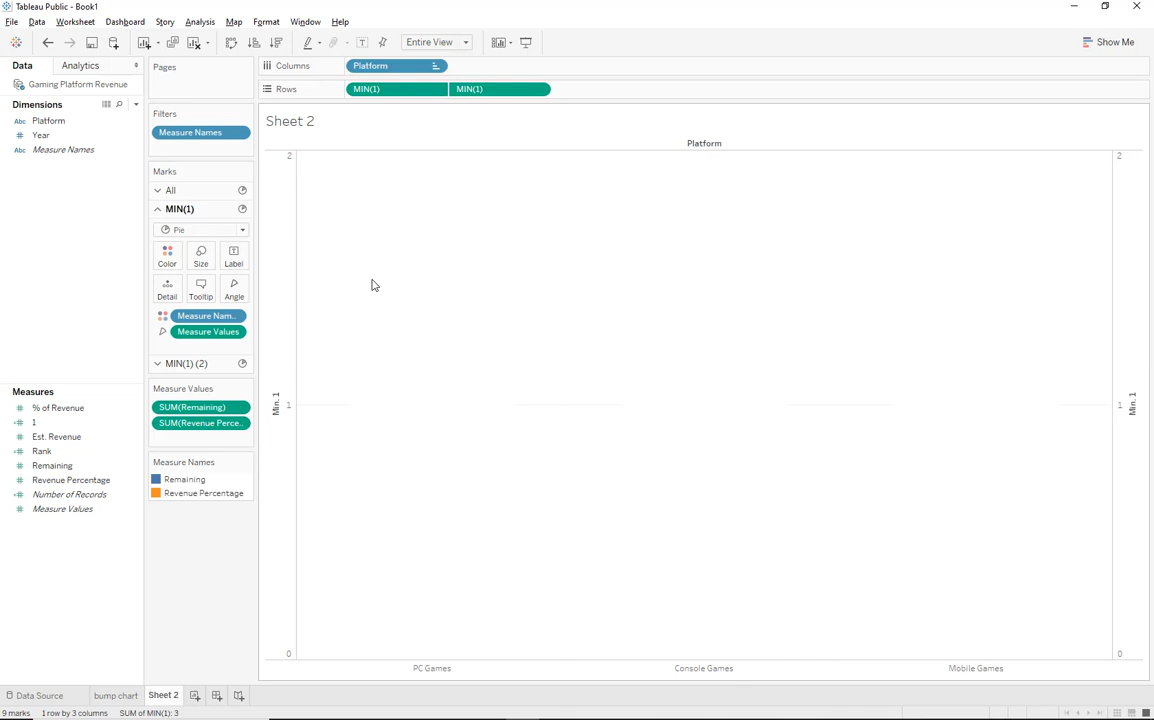 Tableau Public - Book1
File Data Worksheet Dashboard Story Analysis Map Format Window Help
Entire View
Show Me
Data Analytics
Gaming Platform Revenue
Dimensions
Abc Platform
# Year
Abc Measure Names
Measures
# % of Revenue
# 1
# Est. Revenue
# Rank
# Remaining
# Revenue Percentage
# Number of Records
# Measure Values
Pages
Filters
Measure Names
Marks
All
MIN(1)
Pie
Color Size Label
Detail Tooltip Angle
Measure Nam..
Measure Values
MIN(1) (2)
Measure Values
SUM(Remaining)
SUM(Revenue Perce..
Measure Names
Remaining
Revenue Percentage
Columns Platform
Rows MIN(1) MIN(1)
Sheet 2
Platform
2
1
0
Min. 1
2
1
0
Min. 1
PC Games Console Games Mobile Games
Data Source bump chart Sheet 2
9 marks 1 row by 3 columns SUM of MIN(1): 3